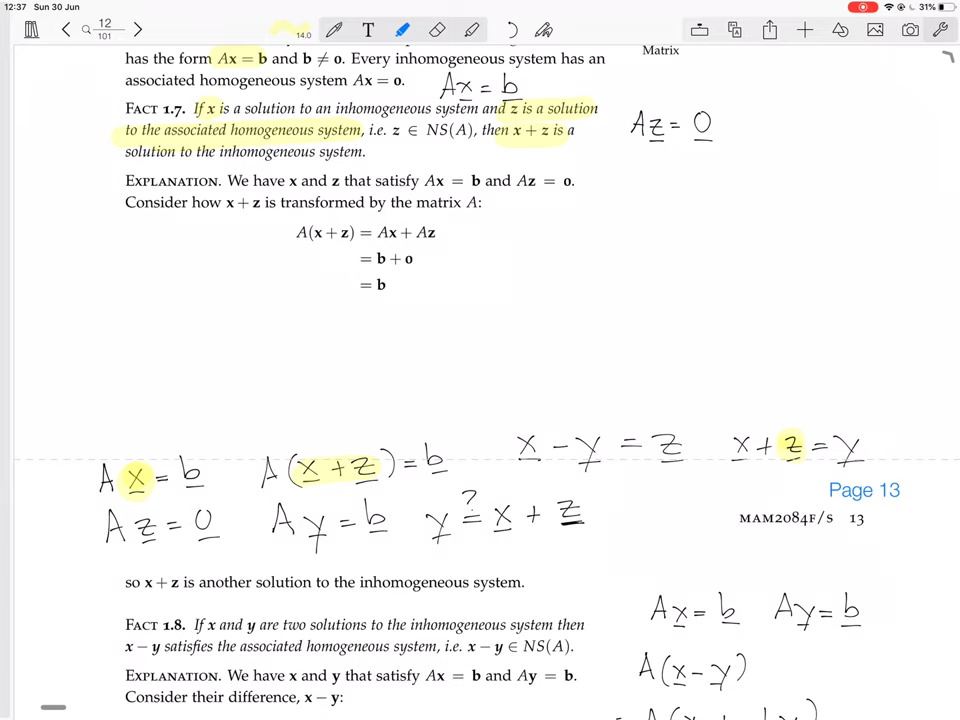 12:37 Sun 30 Jun
31%
12
101
14.0
T
has the form Ax = b and b ≠ 0. Every inhomogeneous system has an
associated homogeneous system Ax = 0.
Matrix
Ax = b
FACT 1.7. If x is a solution to an inhomogeneous system and z is a solution
to the associated homogeneous system, i.e. z ∈ NS(A), then x + z is a
solution to the inhomogeneous system.
Az = 0
EXPLANATION. We have x and z that satisfy Ax = b and Az = 0.
Consider how x + z is transformed by the matrix A:
A(x + z) = Ax + Az
= b + 0
= b
Ax = b A(x + z) = b x − y = z x + z = y
Page 13
Az = 0 Ay = b y ?= x + z
MAM2084F/S 13
so x + z is another solution to the inhomogeneous system.
Ax = b Ay = b
FACT 1.8. If x and y are two solutions to the inhomogeneous system then
x − y satisfies the associated homogeneous system, i.e. x − y ∈ NS(A).
A(x − y)
EXPLANATION. We have x and y that satisfy Ax = b and Ay = b.
Consider their difference, x − y: